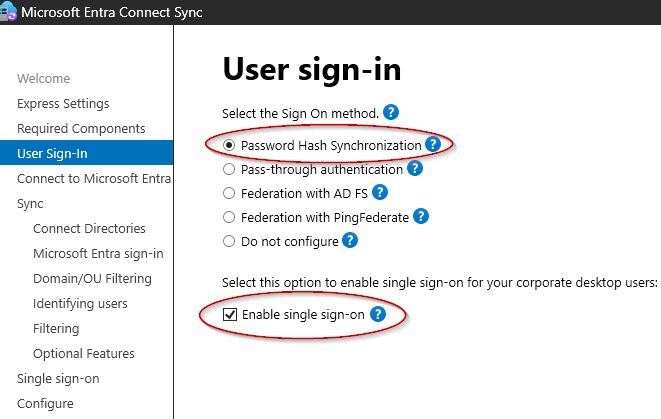 Microsoft Entra Connect Sync
Welcome
Express Settings
Required Components
User Sign-In
Connect to Microsoft Entra
Sync
Connect Directories
Microsoft Entra sign-in
Domain/OU Filtering
Identifying users
Filtering
Optional Features
Single sign-on
Configure
User sign-in
Select the Sign On method. ?
Password Hash Synchronization ?
Pass-through authentication ?
Federation with AD FS ?
Federation with PingFederate ?
Do not configure ?
Select this option to enable single sign-on for your corporate desktop users:
Enable single sign-on ?